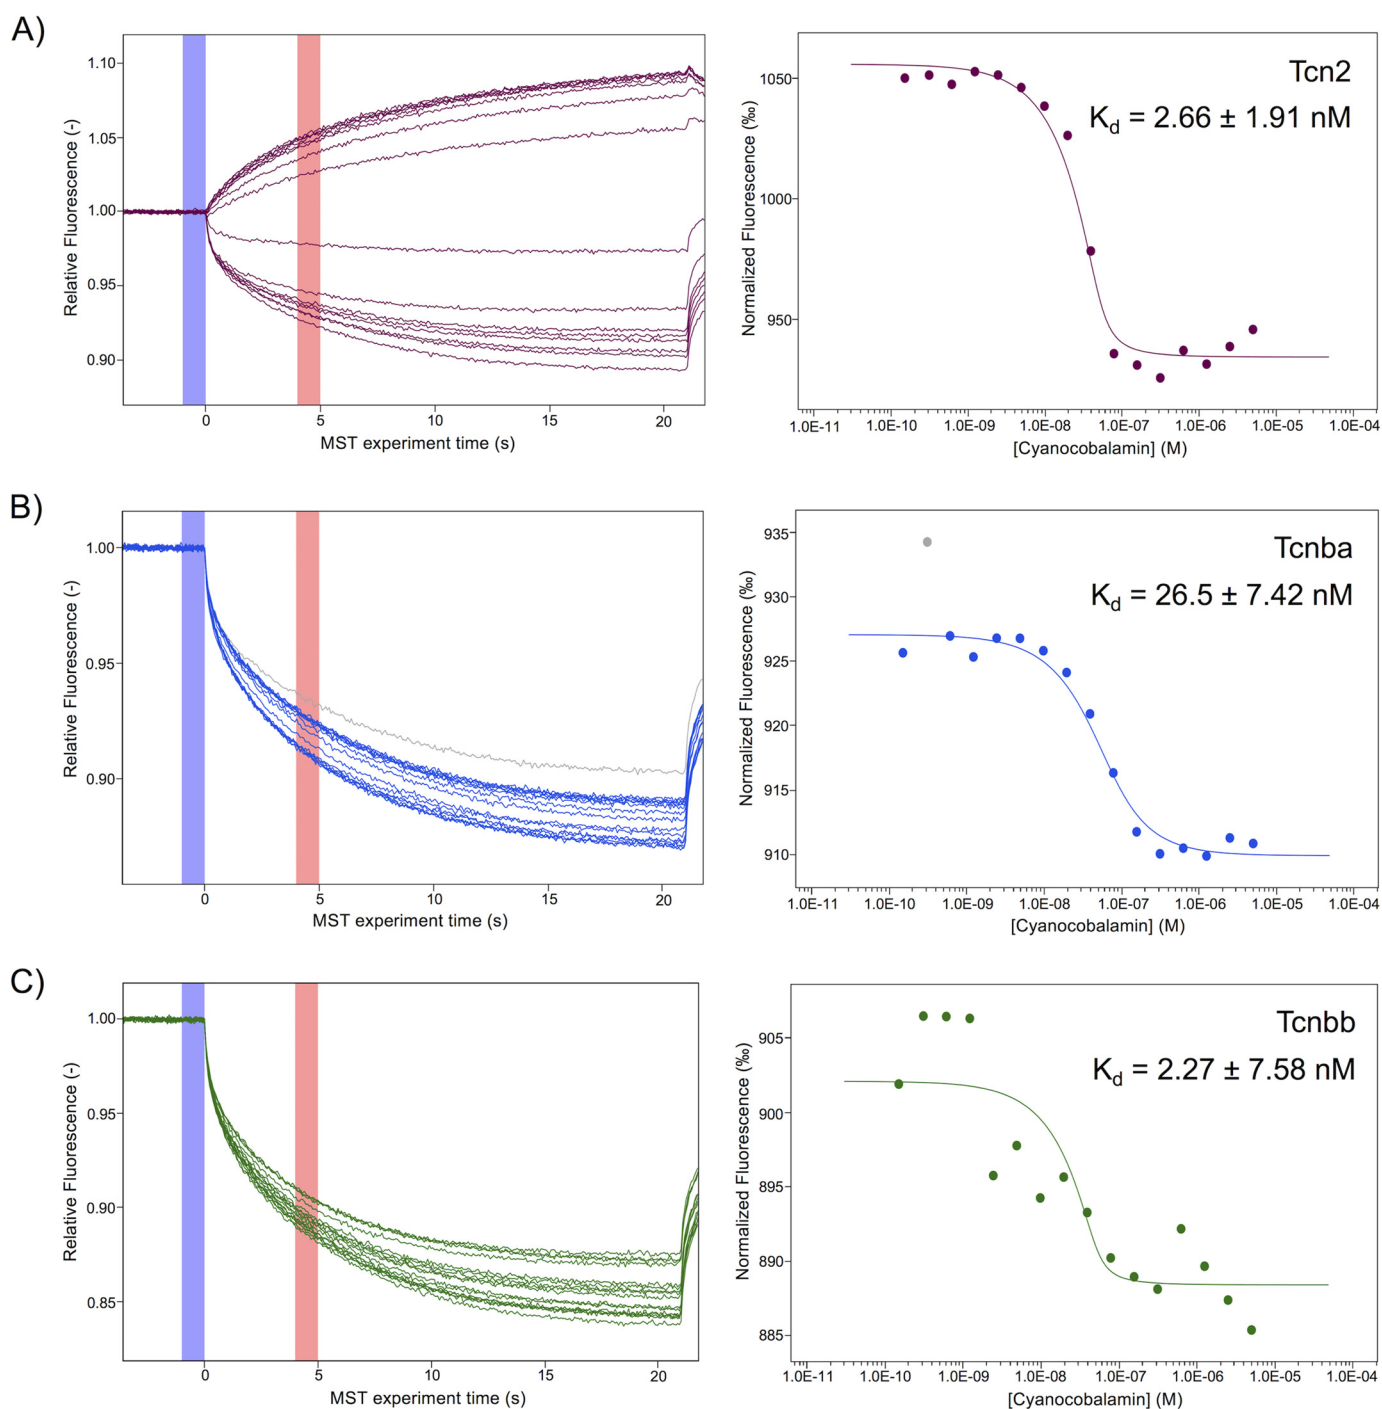 A)
Relative Fluorescence (-)
1.10
1.05
1.00
0.95
0.90
0 5 10 15 20
MST experiment time (s)
Normalized Fluorescence (‰)
1050
1000
950
Tcn2
Kd = 2.66 ± 1.91 nM
1.0E-11 1.0E-10 1.0E-09 1.0E-08 1.0E-07 1.0E-06 1.0E-05 1.0E-04
[Cyanocobalamin] (M)
B)
Relative Fluorescence (-)
1.00
0.95
0.90
0 5 10 15 20
MST experiment time (s)
Normalized Fluorescence (‰)
935
930
925
920
915
910
Tcnba
Kd = 26.5 ± 7.42 nM
1.0E-11 1.0E-10 1.0E-09 1.0E-08 1.0E-07 1.0E-06 1.0E-05 1.0E-04
[Cyanocobalamin] (M)
C)
Relative Fluorescence (-)
1.00
0.95
0.90
0.85
0 5 10 15 20
MST experiment time (s)
Normalized Fluorescence (‰)
905
900
895
890
885
Tcnbb
Kd = 2.27 ± 7.58 nM
1.0E-11 1.0E-10 1.0E-09 1.0E-08 1.0E-07 1.0E-06 1.0E-05 1.0E-04
[Cyanocobalamin] (M)